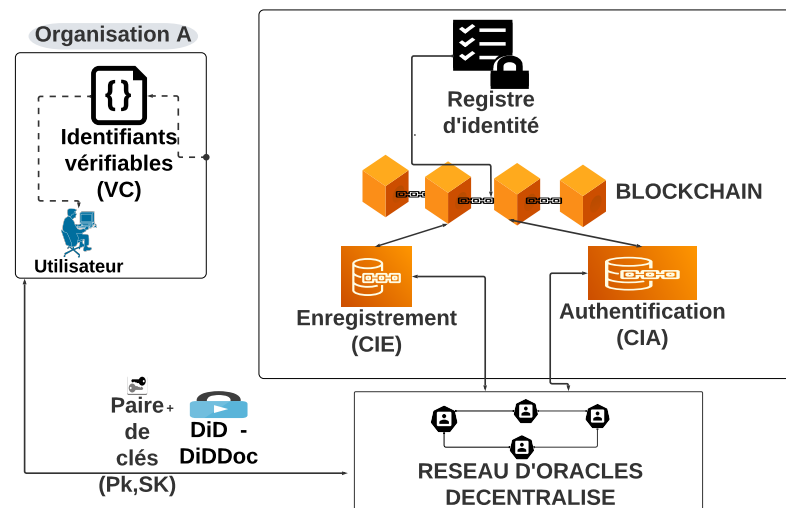 Organisation A
{}
Identifiants
vérifiables
(VC)
Utilisateur
Registre
d'identité
BLOCKCHAIN
Enregistrement
(CIE)
Authentification
(CIA)
Paire +
de
clés
(Pk,SK)
DiD -
DiDDoc
RESEAU D'ORACLES
DECENTRALISE